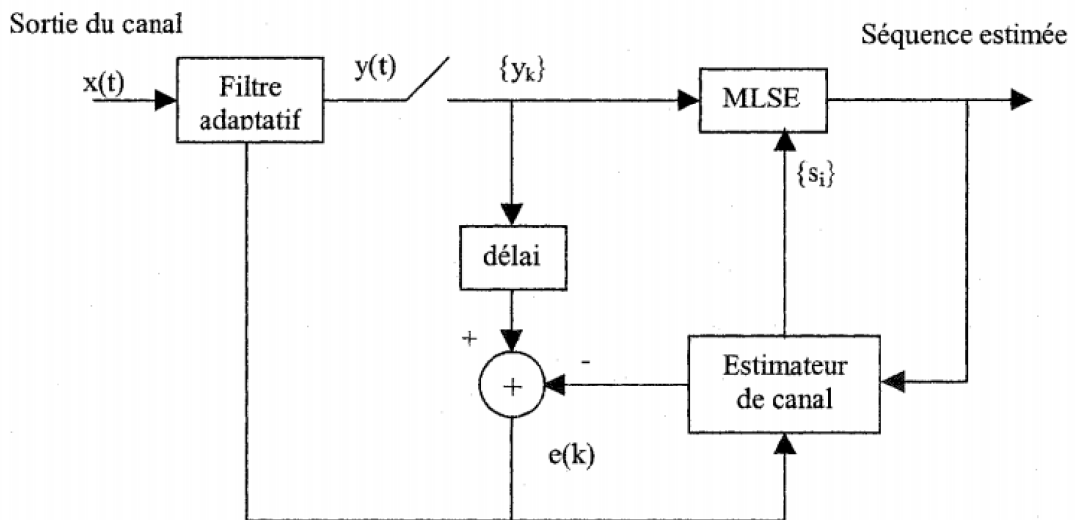 Sortie du canal
Séquence estimée
x(t)
Filtre
adaptatif
y(t)
{yₖ}
MLSE
{sᵢ}
délai
+
-
+
Estimateur
de canal
e(k)